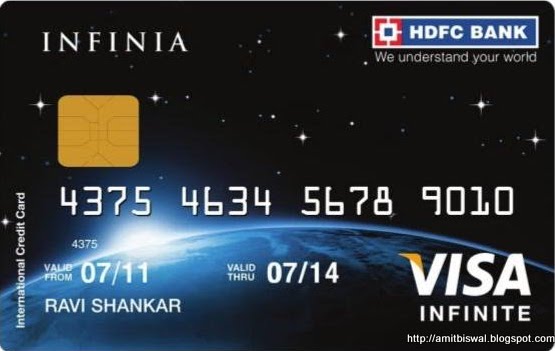 INFINIA
HDFC BANK
We understand your world
International Credit Card
4375 4634 5678 9010
4375
VALID FROM 07/11 VALID THRU 07/14
RAVI SHANKAR
VISA
INFINITE
http://amitbiswal.blogspot.com